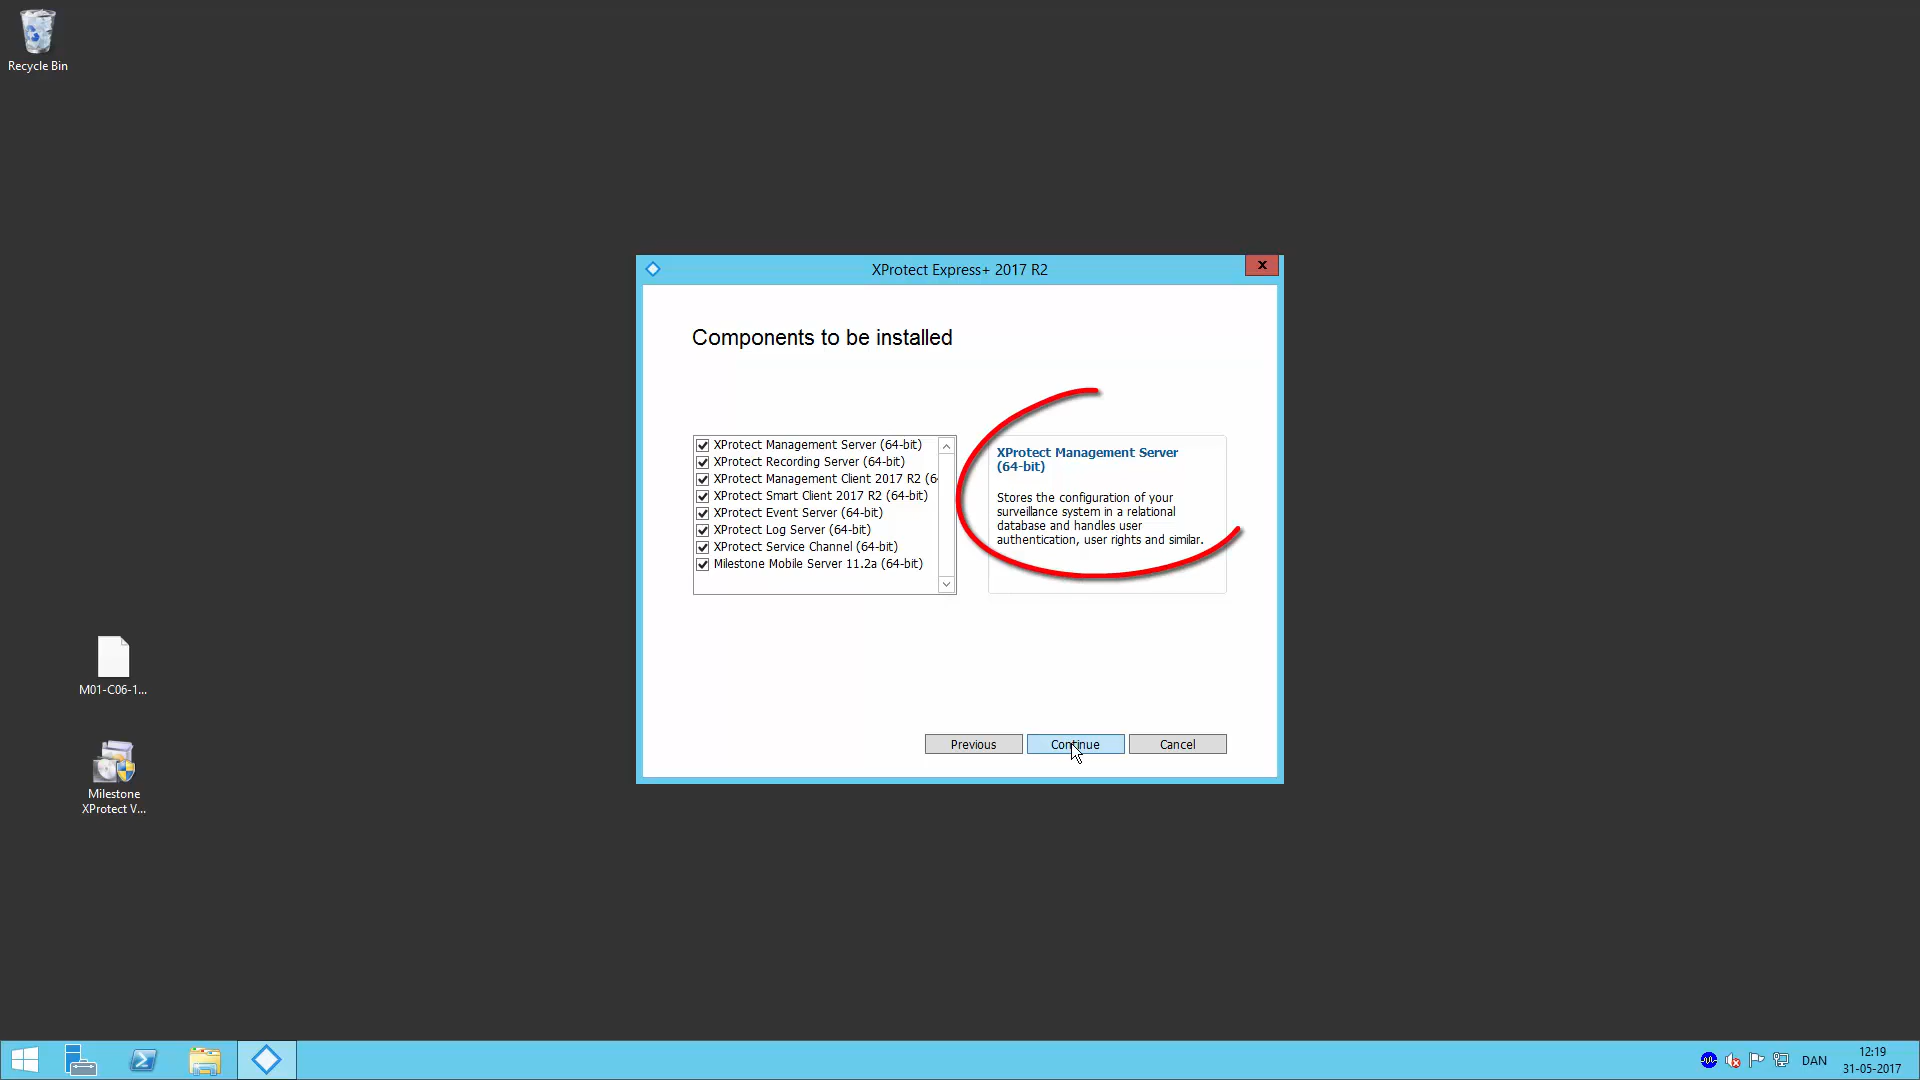 Recycle Bin
XProtect Express+ 2017 R2
x
Components to be installed
XProtect Management Server (64-bit)
XProtect Recording Server (64-bit)
XProtect Management Client 2017 R2 (6
XProtect Smart Client 2017 R2 (64-bit)
XProtect Event Server (64-bit)
XProtect Log Server (64-bit)
XProtect Service Channel (64-bit)
Milestone Mobile Server 11.2a (64-bit)
XProtect Management Server
(64-bit)
Stores the configuration of your
surveillance system in a relational
database and handles user
authentication, user rights and similar.
M01-C06-1...
Milestone
XProtect V...
Previous
Continue
Cancel
DAN
12:19
31-05-2017